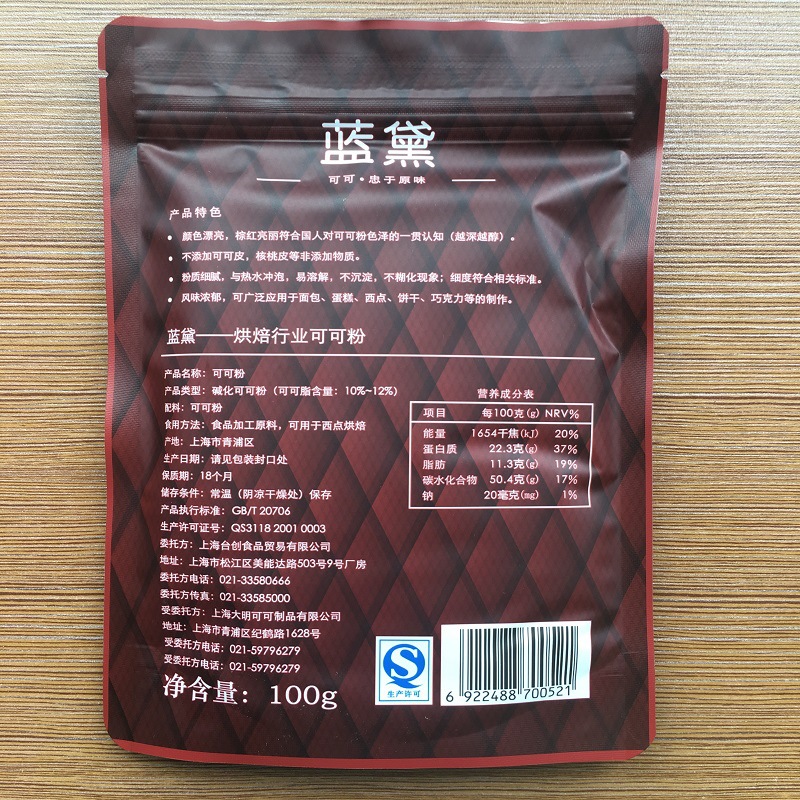 蓝黛
可可·忠于原味
产品特色
• 颜色漂亮，棕红亮丽符合国人对可可粉色泽的一贯认知（越深越醇）。
• 不添加可可皮，核桃皮等非添加物质。
• 粉质细腻，与热水冲泡，易溶解，不沉淀，不糊化现象；细度符合相关标准。
• 风味浓郁，可广泛应用于面包、蛋糕、西点、饼干、巧克力等的制作。
蓝黛——烘焙行业可可粉
产品名称：可可粉
产品类型：碱化可可粉（可可脂含量：10%~12%）
配料：可可粉
食用方法：食品加工原料，可用于西点烘焙
产地：上海市青浦区
生产日期：请见包装封口处
保质期：18个月
储存条件：常温（阴凉干燥处）保存
产品执行标准：GB/T 20706
生产许可证号：QS3118 2001 0003
委托方：上海台创食品贸易有限公司
地址：上海市松江区美能达路503号9号厂房
委托方电话：021-33580666
委托方传真：021-33585000
受委托方：上海大明可可制品有限公司
地址：上海市青浦区纪鹤路1628号
受委托方电话：021-59796279
受委托方电话：021-59796279
净含量：100g
营养成分表
项目 每100克(g) NRV%
能量 1654千焦(kJ) 20%
蛋白质 22.3克(g) 37%
脂肪 11.3克(g) 19%
碳水化合物 50.4克(g) 17%
钠 20毫克(mg) 1%
生产许可
6 922488 700521